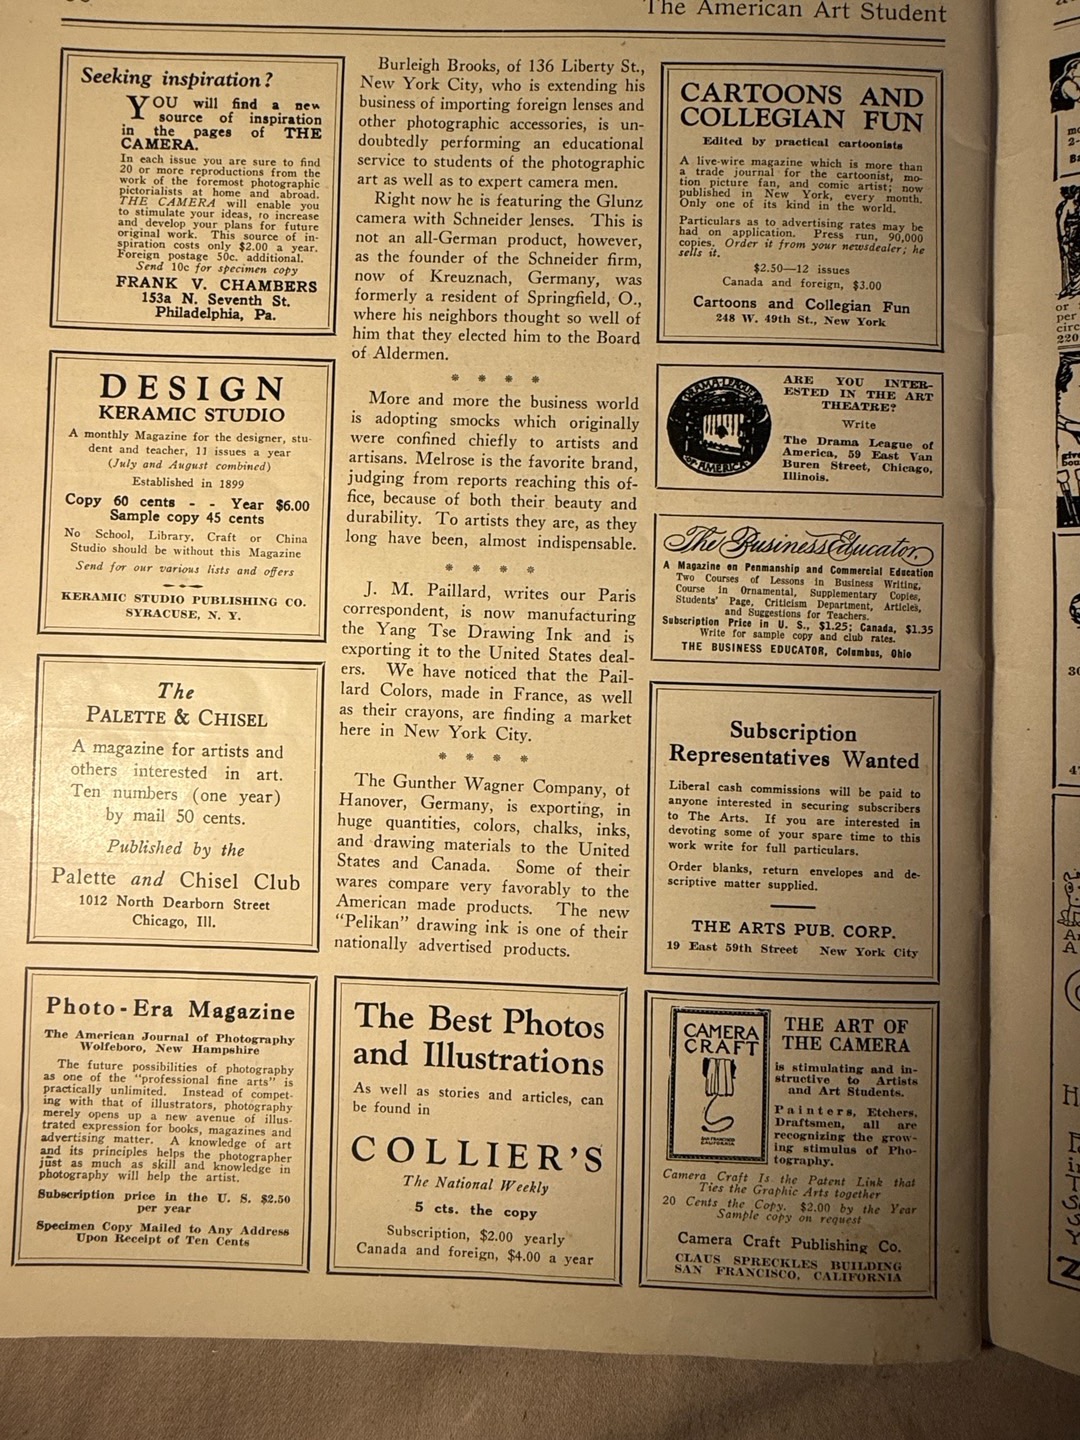 The American Art Student
Seeking inspiration?
YOU will find a new
source of inspiration
in the pages of THE
CAMERA.
In each issue you are sure to find
20 or more reproductions from the
work of the foremost photographic
pictorialists at home and abroad.
THE CAMERA will enable you
to stimulate your ideas, to increase
and develop your plans for future
original work. This source of in-
spiration costs only $2.00 a year.
Foreign postage 50c. additional.
Send 10c for specimen copy
FRANK V. CHAMBERS
153a N. Seventh St.
Philadelphia, Pa.
DESIGN
KERAMIC STUDIO
A monthly Magazine for the designer, stu-
dent and teacher, 11 issues a year
(July and August combined)
Established in 1899
Copy 60 cents - - Year $6.00
Sample copy 45 cents
No School, Library, Craft or China
Studio should be without this Magazine
Send for our various lists and offers
KERAMIC STUDIO PUBLISHING CO.
SYRACUSE, N. Y.
The
PALETTE & CHISEL
A magazine for artists and
others interested in art.
Ten numbers (one year)
by mail 50 cents.
Published by the
Palette and Chisel Club
1012 North Dearborn Street
Chicago, Ill.
Photo-Era Magazine
The American Journal of Photography
Wolfeboro, New Hampshire
The future possibilities of photography
as one of the "professional fine arts" is
practically unlimited. Instead of compet-
ing with that of illustrators, photography
merely opens up a new avenue of illus-
trated expression for books, magazines and
advertising matter. A knowledge of art
and its principles helps the photographer
just as much as skill and knowledge in
photography will help the artist.
Subscription price in the U. S. $2.50
per year
Specimen Copy Mailed to Any Address
Upon Receipt of Ten Cents
Burleigh Brooks, of 136 Liberty St.,
New York City, who is extending his
business of importing foreign lenses and
other photographic accessories, is un-
doubtedly performing an educational
service to students of the photographic
art as well as to expert camera men.
Right now he is featuring the Glunz
camera with Schneider Jenses. This is
not an all-German product, however,
as the founder of the Schneider firm,
now of Kreuznach, Germany, was
formerly a resident of Springfield, O.,
where his neighbors thought so well of
him that they elected him to the Board
of Aldermen.
* * * *
More and more the business world
is adopting smocks which originally
were confined chiefly to artists and
artisans. Melrose is the favorite brand,
judging from reports reaching this of-
fice, because of both their beauty and
durability. To artists they are, as they
long have been, almost indispensable.
* * * *
J. M. Paillard, writes our Paris
correspondent, is now manufacturing
the Yang Tse Drawing Ink and is
exporting it to the United States deal-
ers. We have noticed that the Pail-
lard Colors, made in France, as well
as their crayons, are finding a market
here in New York City.
* * * *
The Gunther Wagner Company, of
Hanover, Germany, is exporting, in
huge quantities, colors, chalks, inks,
and drawing materials to the United
States and Canada. Some of their
wares compare very favorably to the
American made products. The new
"Pelikan" drawing ink is one of their
nationally advertised products.
The Best Photos
and Illustrations
As well as stories and articles, can
be found in
COLLIER'S
The National Weekly
5 cts. the copy
Subscription, $2.00 yearly
Canada and foreign, $4.00 a year
CARTOONS AND
COLLEGIAN FUN
Edited by practical cartoonists
A live-wire magazine which is more than
a trade journal for the cartoonist, mo-
tion picture fan, and comic artist; now
published in New York, every month.
Only one of its kind in the world.
Particulars as to advertising rates may be
had on application. Press run, 90,000
copies. Order it from your newsdealer; he
sells it.
$2.50—12 issues
Canada and foreign, $3.00
Cartoons and Collegian Fun
248 W. 49th St., New York
DRAMA LEAGUE
OF AMERICA
ARE YOU INTER-
ESTED IN THE ART
THEATRE?
Write
The Drama League of
America, 59 East Van
Buren Street, Chicago,
Illinois.
The Business Educator
A Magazine on Penmanship and Commercial Education
Two Courses of Lessons in Business Writing,
Course in Ornamental, Supplementary Copies,
Students' Page, Criticism Department, Articles,
and Suggestions for Teachers.
Subscription Price in U. S., $1.25; Canada, $1.35
Write for sample copy and club rates.
THE BUSINESS EDUCATOR, Columbus, Ohio
Subscription
Representatives Wanted
Liberal cash commissions will be paid to
anyone interested in securing subscribers
to The Arts. If you are interested in
devoting some of your spare time to this
work write for full particulars.
Order blanks, return envelopes and de-
scriptive matter supplied.
THE ARTS PUB. CORP.
19 East 59th Street New York City
CAMERA
CRAFT
SAN FRANCISCO
CALIFORNIA
THE ART OF
THE CAMERA
is stimulating and in-
structive to Artists
and Art Students.
Painters, Etchers,
Draftsmen, all are
recognizing the grow-
ing stimulus of Pho-
tography.
Camera Craft Is the Patent Link that
Ties the Graphic Arts together
20 Cents the Copy. $2.00 by the Year
Sample copy on request
Camera Craft Publishing Co.
CLAUS SPRECKLES BUILDING
SAN FRANCISCO, CALIFORNIA